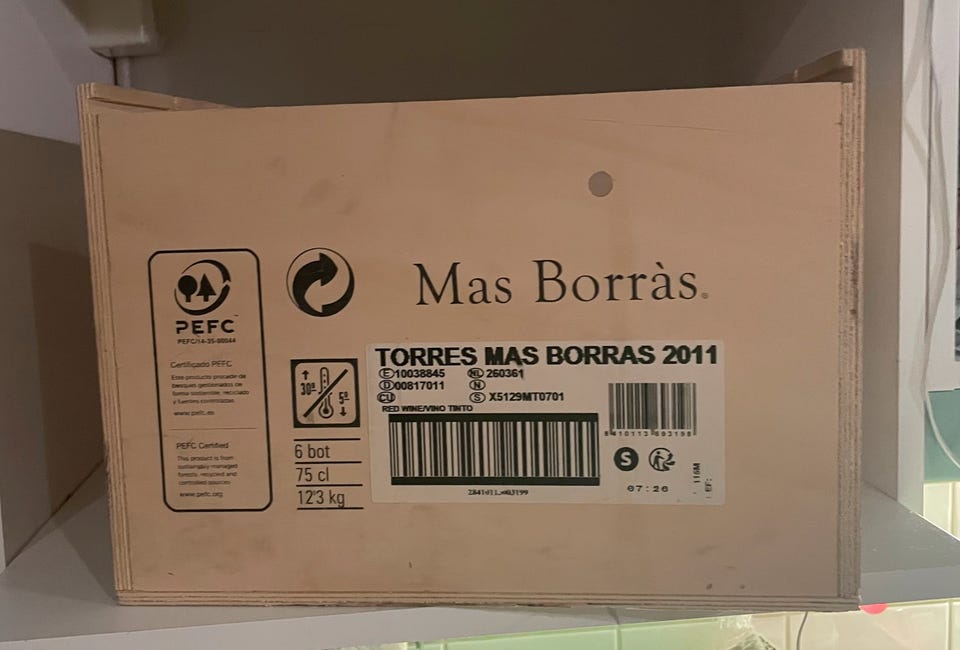 PEFC
PEFC/14-35-00044
Certificado PEFC
Este producto procede de
bosques gestionados de
forma sostenible, reciclado
y fuentes controladas
www.pefc.es
PEFC Certified
This product is from
sustainably managed
forests, recycled and
controlled sources
www.pefc.org
30º
5º
6 bot
75 cl
12'3 kg
Mas Borràs
TORRES MAS BORRAS 2011
E 10038845 NL 260361
D 00817011 N
CU S X5129MT0701
RED WINE/VINO TINTO
S
07:26